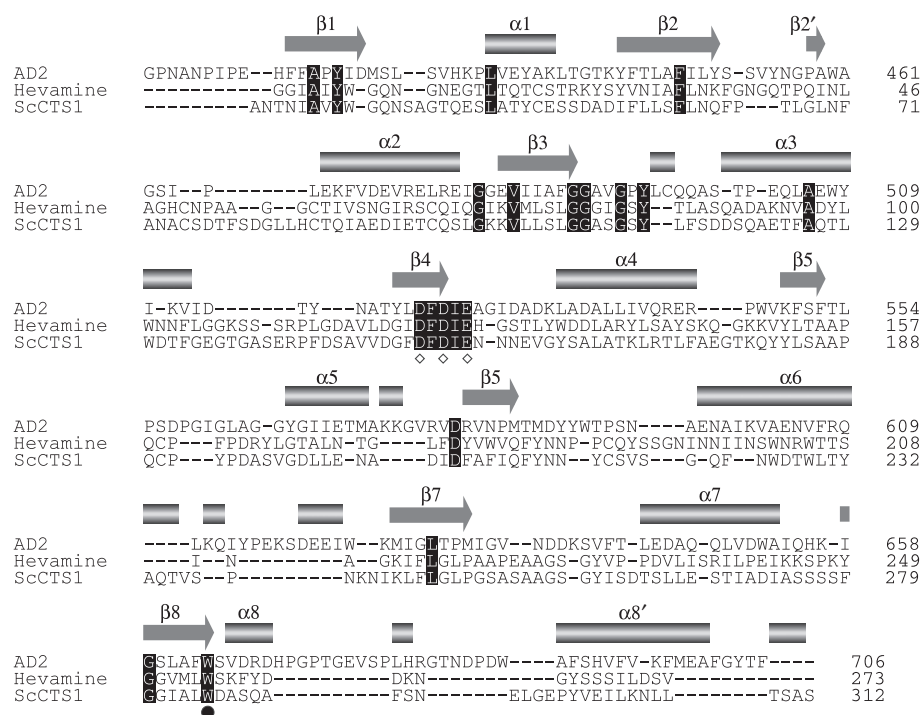 β1 α1 β2 β2′
AD2 GPNANPIPE--HFFAPYIDMSL--SVHKPLVEYAKLTGTKYFTLAFILYS-SVYNGPAWA 461
Hevamine -----------GGIAIYW-GQN--GNEGTLTQTCSTRKYSYVNIAFLNKFGNGQTPQINL 46
ScCTS1 ---------ANTNIAVYW-GQNSAGTQESLATYCESSDADIFLLSFLNQFP---TLGLNF 71
α2 β3 α3
AD2 GSI--P--------LEKFVDEVRELREIGGEVIIAFGGAVGPYLCQQAS-TP-EQLAEWY 509
Hevamine AGHCNPAA--G--GCTIVSNGIRSCQIQGIKVMLSLGGGIGSY--TLASQADAKNVADYL 100
ScCTS1 ANACSDTFSDGLLHCTQIAEDIETCQSLGKKVLLSLGGASGSY--LFSDDSQAETFAQTL 129
β4 α4 β5
AD2 I-KVID--------TY--NATYLDFDIEAGIDADKLADALLIVQRER---PWVKFSFTL 554
Hevamine WNNFLGGKSS-SRPLGDAVLDGIDFDIEH-GSTLYWDDLARYLSAYSKQ-GKKVYLTAAP 157
ScCTS1 WDTFGEGTGASERPFDSAVVDGFDFDIEN-NNEVGYSALATKLRTLFAEGTKQYYLSAAP 188
◇ ◇ ◇
α5 β5 α6
AD2 PSDPGIGLAG-GYGIIETMAKKGVRVDRVNPMTMDYYWTPSN---AENAIKVAENVFRQ 609
Hevamine QCP---FPDRYLGTALN-TG----LFDYVWVQFYNNP-PCQYSSGNINNIINSWNRWTTS 208
ScCTS1 QCP---YPDASVGDLLENA----DIDFAFIQFYNN---YCSVS--G-QF--NWDTWLTY 232
β7 α7
AD2 ----LKQIYPEKSDEEIW--KMIGLTPMIGV--NDDKSVFT-LEDAQ-QLVDWAIQHK-I 658
Hevamine ----I--N---------A--GKIFLGLPAAPEAAGS-GYVP-PDVLISRILPEIKKSPKY 249
ScCTS1 AQTVS--P------NKNIKLFLGLPGSASAAGS-GYISDTSLLE-STIADIASSSSF 279
β8 α8 α8′
AD2 GSLAFWSVDRDHPGPTGEVSPLHRGTNDPDW----AFSHVFV-KFMEAFGYTF---- 706
Hevamine GGVMLWSKFYD---------DKN-----------GYSSSILDSV------------- 273
ScCTS1 GGIALWDASQA---------FSN-------ELGEPYVEILKNLL-----TSAS 312
●